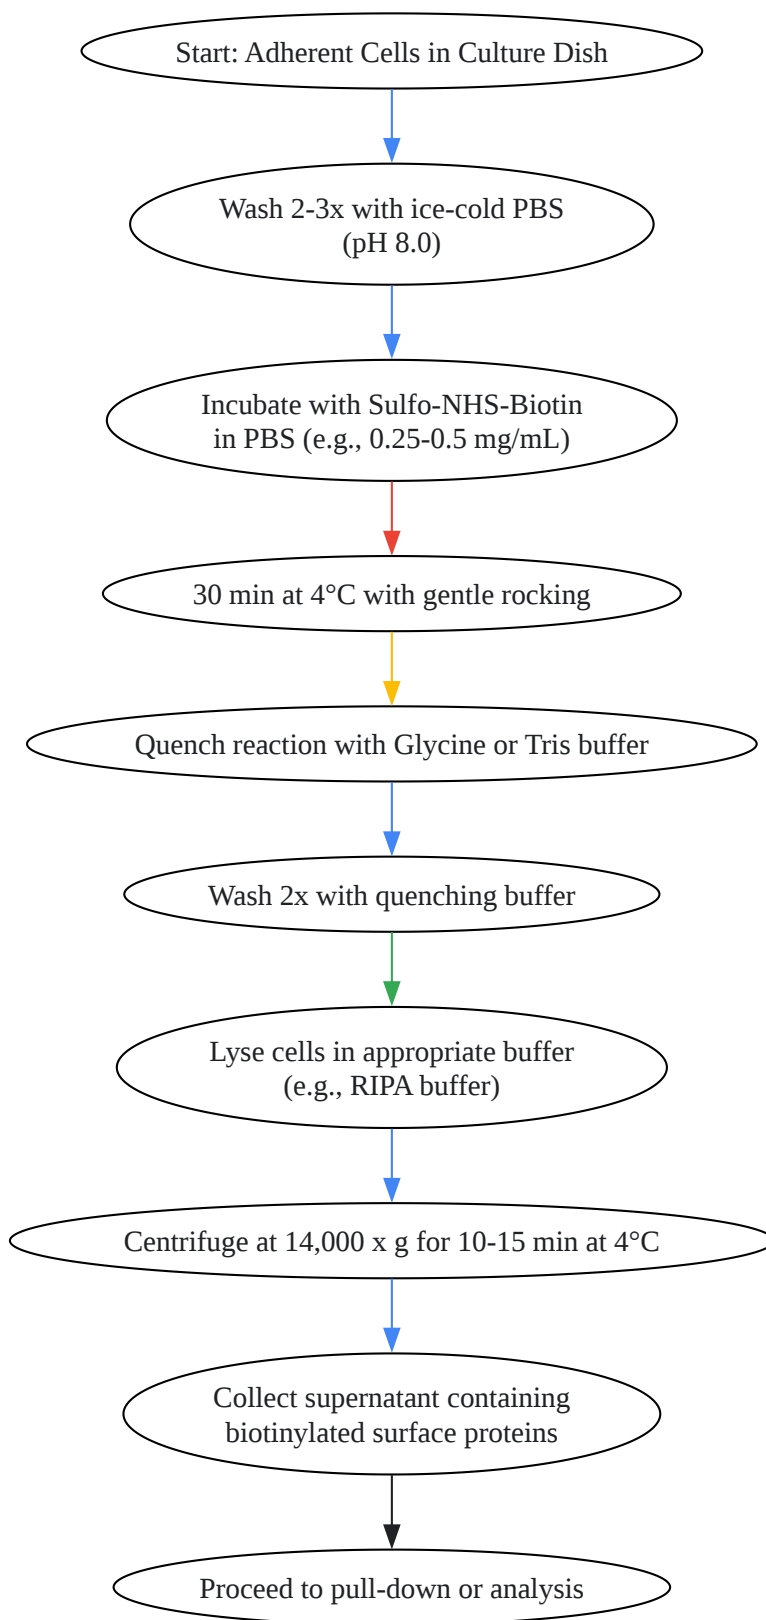 Start: Adherent Cells in Culture Dish
Wash 2-3x with ice-cold PBS
(pH 8.0)
Incubate with Sulfo-NHS-Biotin
in PBS (e.g., 0.25-0.5 mg/mL)
30 min at 4°C with gentle rocking
Quench reaction with Glycine or Tris buffer
Wash 2x with quenching buffer
Lyse cells in appropriate buffer
(e.g., RIPA buffer)
Centrifuge at 14,000 x g for 10-15 min at 4°C
Collect supernatant containing
biotinylated surface proteins
Proceed to pull-down or analysis